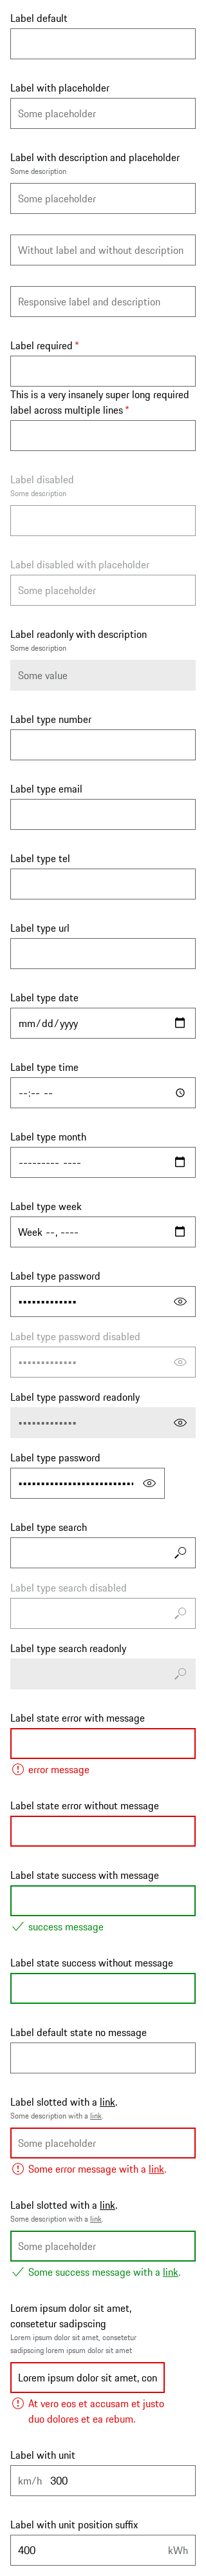 Label default
Label with placeholder
Some placeholder
Label with description and placeholder
Some description
Some placeholder
Without label and without description
Responsive label and description
Label required *
This is a very insanely super long required
label across multiple lines *
Label disabled
Some description
Label disabled with placeholder
Some placeholder
Label readonly with description
Some description
Some value
Label type number
Label type email
Label type tel
Label type url
Label type date
mm/dd/yyyy
Label type time
--:-- --
Label type month
--------- ----
Label type week
Week --, ----
Label type password
Label type password disabled
Label type password readonly
Label type password
Label type search
Label type search disabled
Label type search readonly
Label state error with message
error message
Label state error without message
Label state success with message
success message
Label state success without message
Label default state no message
Label slotted with a link.
Some description with a link.
Some placeholder
Some error message with a link.
Label slotted with a link.
Some description with a link.
Some placeholder
Some success message with a link.
Lorem ipsum dolor sit amet,
consetetur sadipscing
Lorem ipsum dolor sit amet, consetetur
sadipscing lorem ipsum dolor sit amet
Lorem ipsum dolor sit amet, con
At vero eos et accusam et justo
duo dolores et ea rebum.
Label with unit
km/h 300
Label with unit position suffix
400 kWh